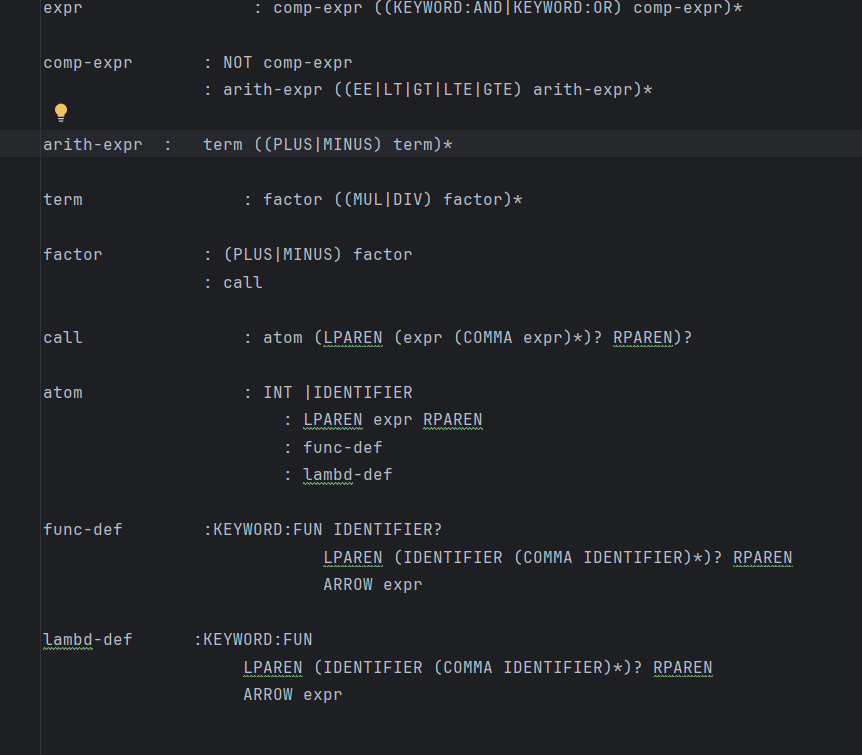 expr : comp-expr ((KEYWORD:AND|KEYWORD:OR) comp-expr)*
comp-expr : NOT comp-expr
: arith-expr ((EE|LT|GT|LTE|GTE) arith-expr)*
arith-expr : term ((PLUS|MINUS) term)*
term : factor ((MUL|DIV) factor)*
factor : (PLUS|MINUS) factor
: call
call : atom (LPAREN (expr (COMMA expr)*)? RPAREN)?
atom : INT |IDENTIFIER
: LPAREN expr RPAREN
: func-def
: lambd-def
func-def :KEYWORD:FUN IDENTIFIER?
LPAREN (IDENTIFIER (COMMA IDENTIFIER)*)? RPAREN
ARROW expr
lambd-def :KEYWORD:FUN
LPAREN (IDENTIFIER (COMMA IDENTIFIER)*)? RPAREN
ARROW expr